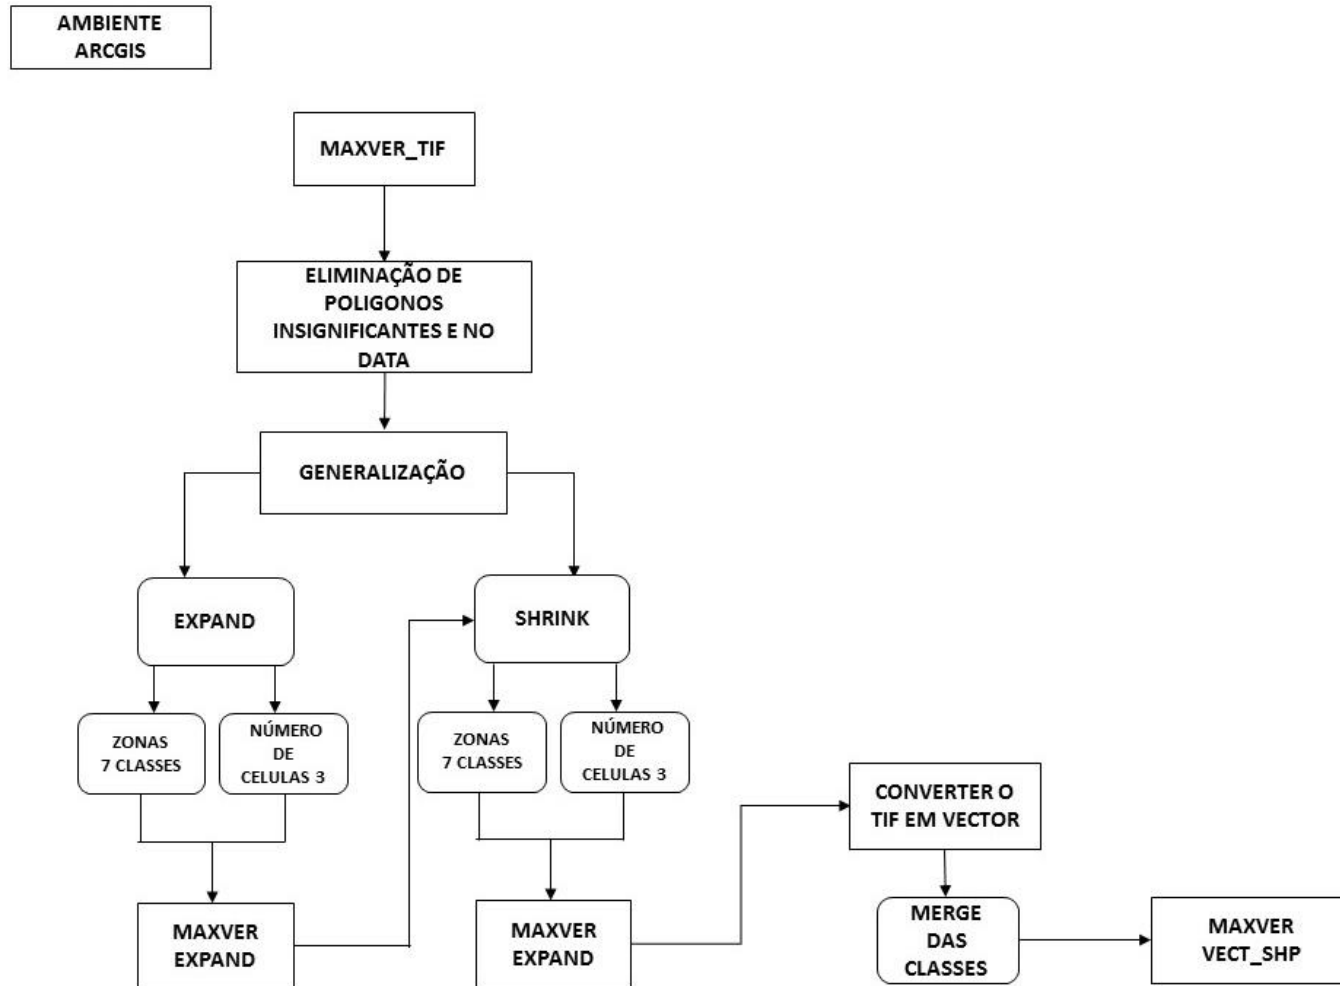 AMBIENTE
ARCGIS
MAXVER_TIF
ELIMINAÇÃO DE
POLIGONOS
INSIGNIFICANTES E NO
DATA
GENERALIZAÇÃO
EXPAND
SHRINK
ZONAS
7 CLASSES
NÚMERO
DE
CELULAS 3
ZONAS
7 CLASSES
NÚMERO
DE
CELULAS 3
MAXVER
EXPAND
MAXVER
EXPAND
CONVERTER O
TIF EM VECTOR
MERGE
DAS
CLASSES
MAXVER
VECT_SHP